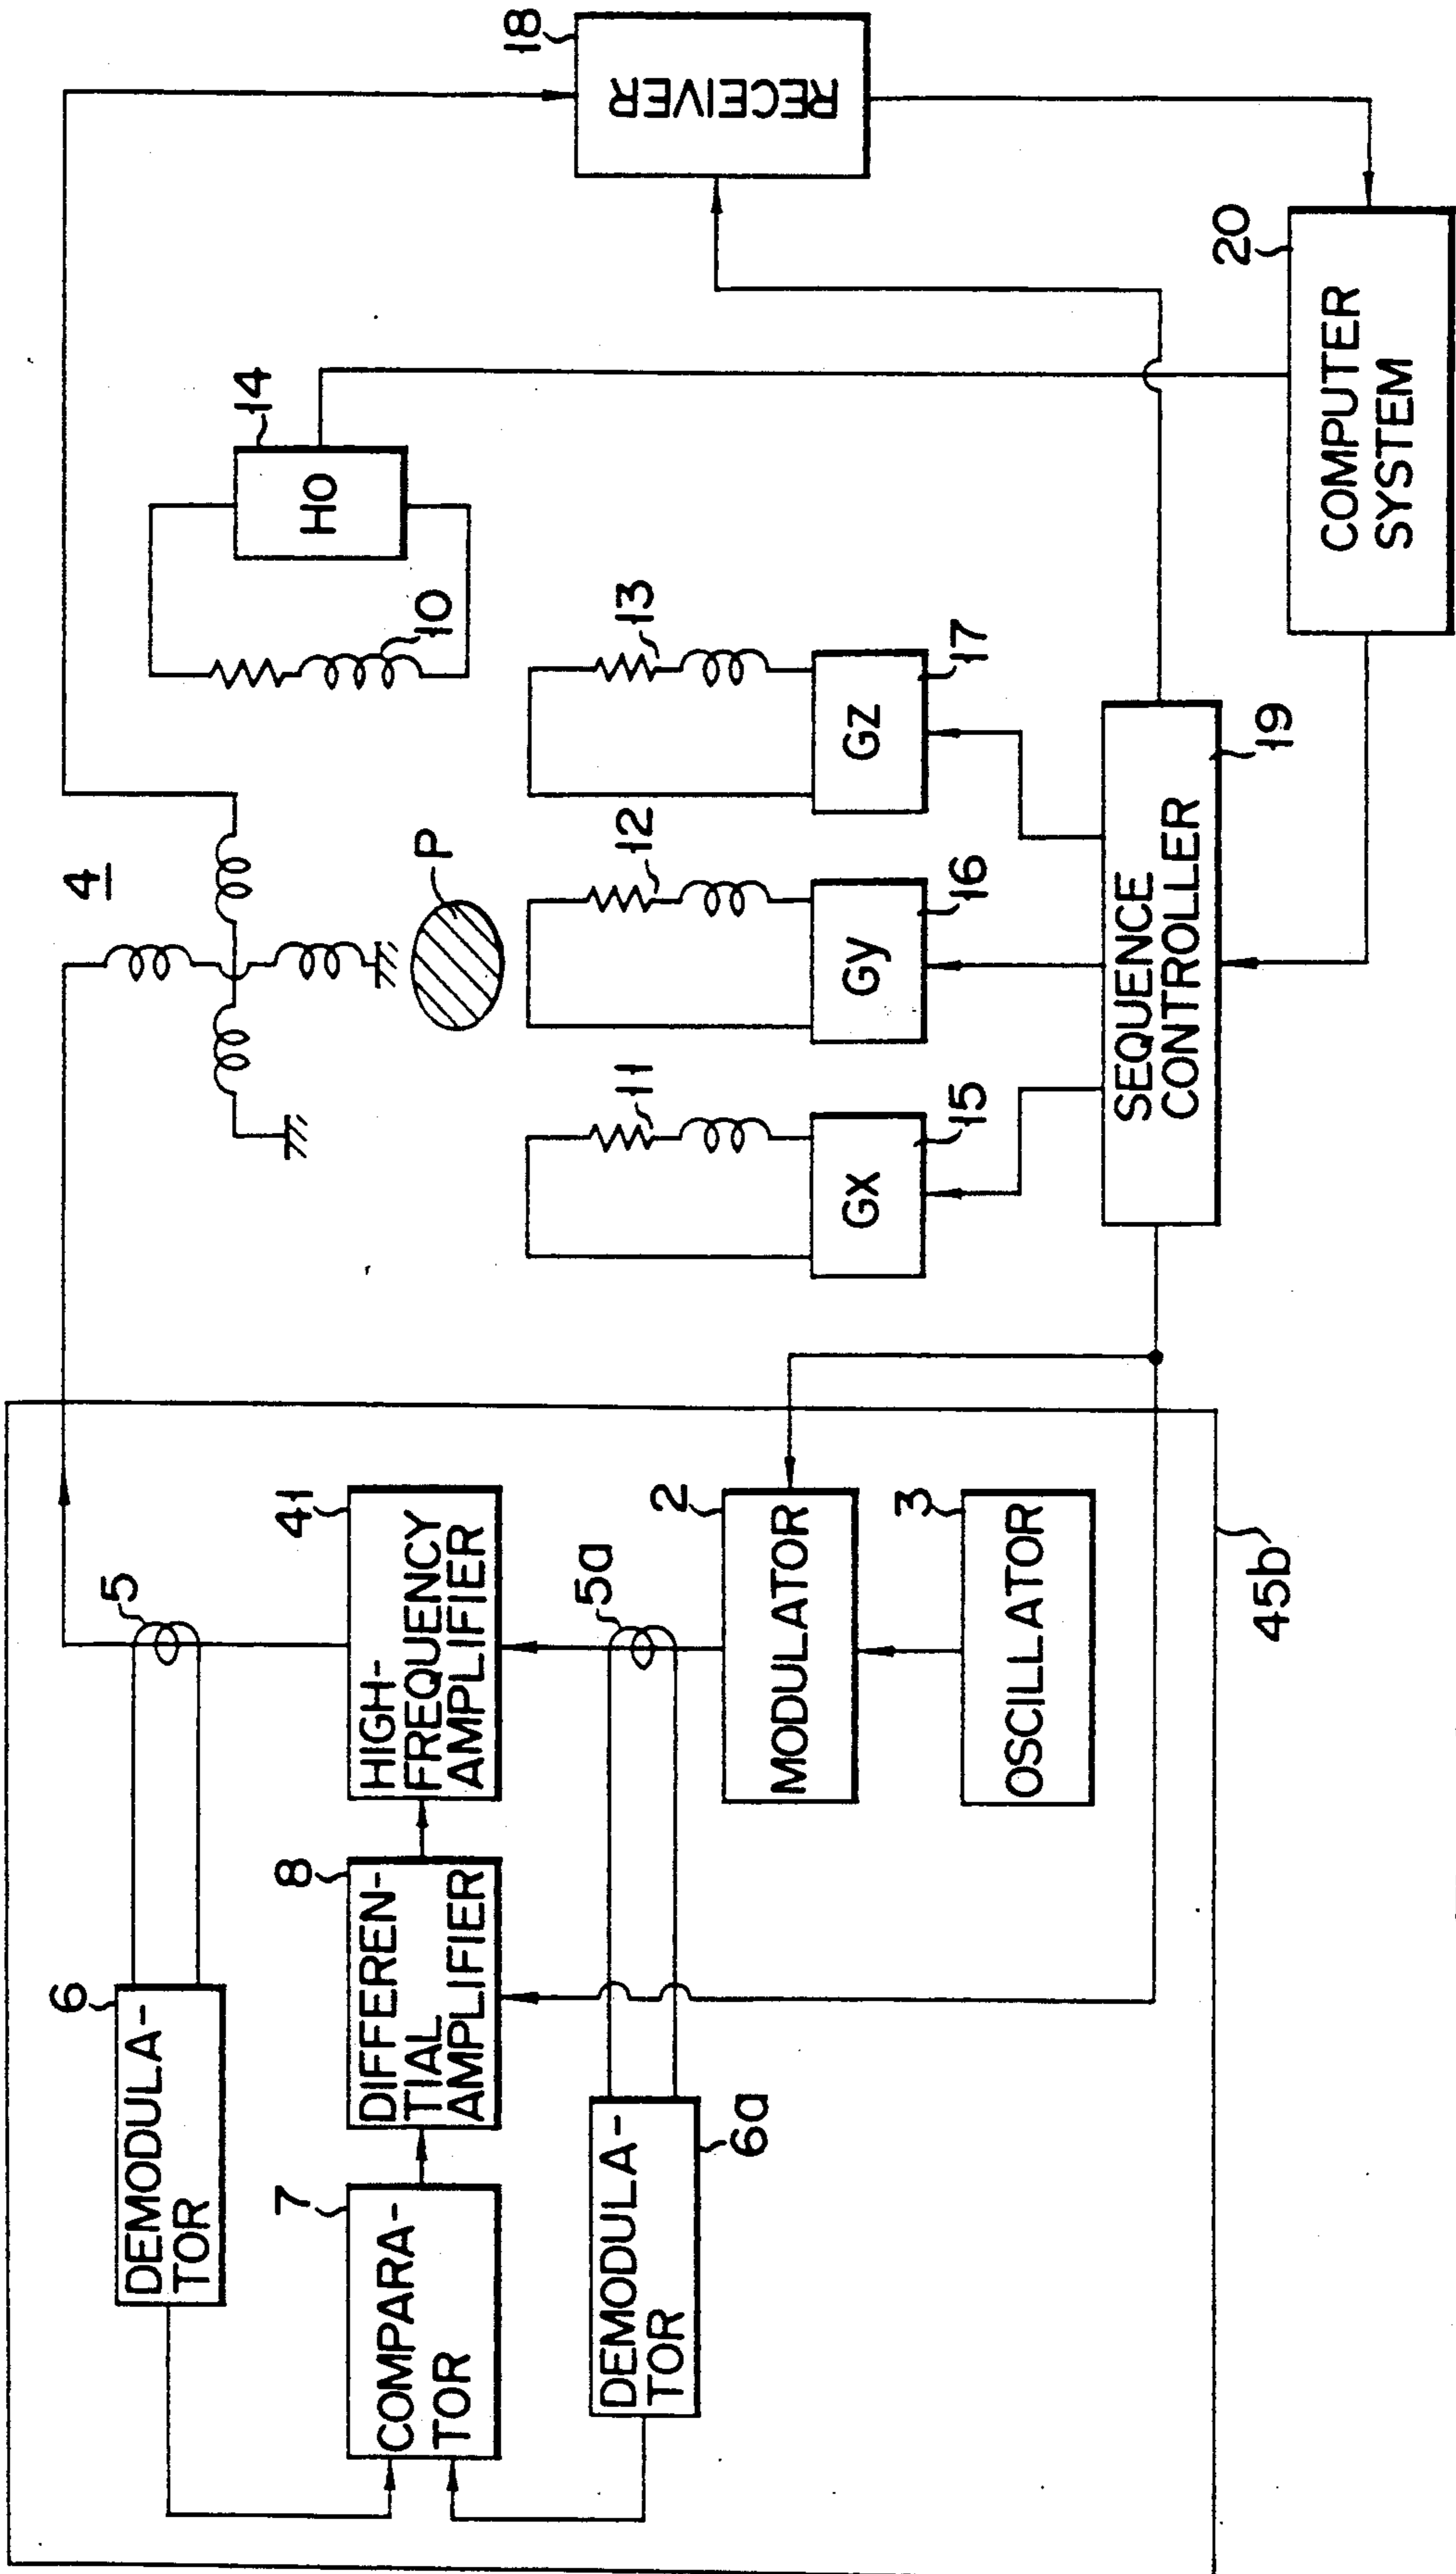 6
DEMODULA-
TOR
5
7
COMPARA-
TOR
8
DIFFEREN-
TIAL
AMPLIFIER
41
HIGH-
FREQUENCY
AMPLIFIER
DEMODULA-
TOR
6a
5a
2
MODULATOR
3
OSCILLATOR
45b
4
P
10
14
HO
11
12
13
Gx
15
Gy
16
Gz
17
SEQUENCE
CONTROLLER
19
18
RECEIVER
20
COMPUTER
SYSTEM